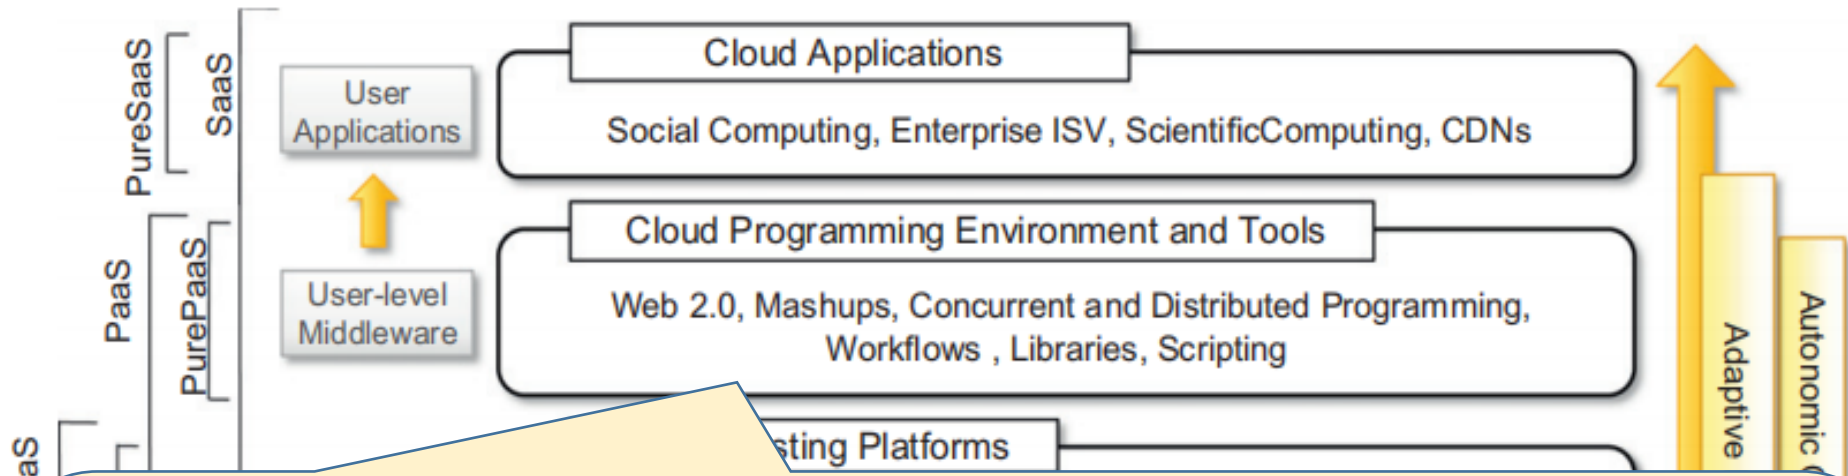 PureSaaS
SaaS
User
Applications
Cloud Applications
Social Computing, Enterprise ISV, ScientificComputing, CDNs
PaaS
PurePaaS
User-level
Middleware
Cloud Programming Environment and Tools
Web 2.0, Mashups, Concurrent and Distributed Programming,
Workflows , Libraries, Scripting
Adaptive
Autonomic
Platforms